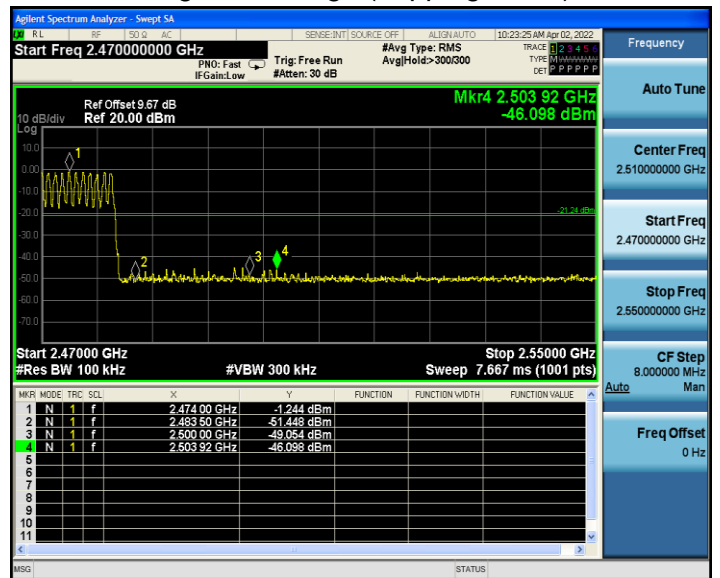 Agilent Spectrum Analyzer - Swept SA
RL RF 50 Ω AC SENSE:INT SOURCE OFF ALIGNAUTO 10:23:25 AM Apr 02, 2022
Start Freq 2.470000000 GHz
PNO: Fast
IFGain:Low
Trig: Free Run
#Atten: 30 dB
#Avg Type: RMS
Avg|Hold:>300/300
TRACE 1 2 3 4 5 6
TYPE M
DET P P P P P P
Ref Offset 9.67 dB
10 dB/div Ref 20.00 dBm
Log
Mkr4 2.503 92 GHz
-46.098 dBm
10.0
0.00
-10.0
-20.0
-30.0
-40.0
-50.0
-60.0
-70.0
1
2
3
4
-21.24 dBm
Start 2.47000 GHz Stop 2.55000 GHz
#Res BW 100 kHz #VBW 300 kHz Sweep 7.667 ms (1001 pts)
MKR MODE TRC SCL X Y FUNCTION FUNCTION WIDTH FUNCTION VALUE
1 N 1 f 2.474 00 GHz -1.244 dBm
2 N 1 f 2.483 50 GHz -51.448 dBm
3 N 1 f 2.500 00 GHz -49.054 dBm
4 N 1 f 2.503 92 GHz -46.098 dBm
5
6
7
8
9
10
11
MSG STATUS
Frequency
Auto Tune
Center Freq
2.510000000 GHz
Start Freq
2.470000000 GHz
Stop Freq
2.550000000 GHz
CF Step
8.000000 MHz
Auto Man
Freq Offset
0 Hz